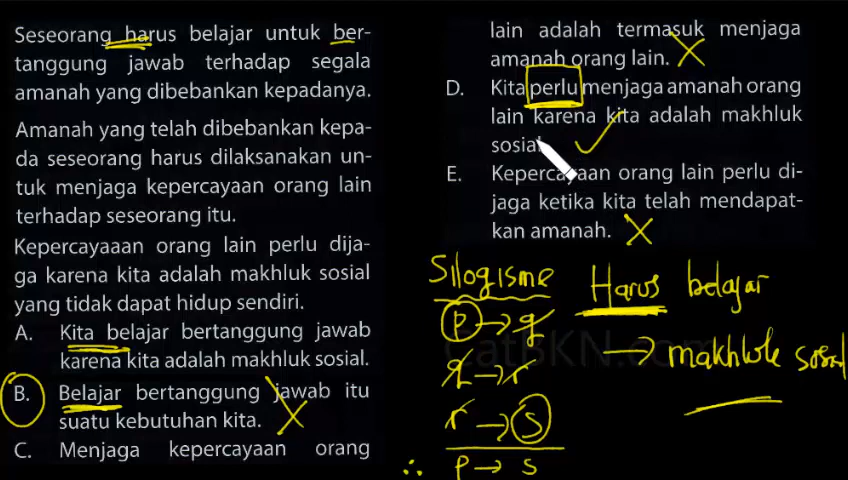 Seseorang harus belajar untuk ber-
tanggung jawab terhadap segala
amanah yang dibebankan kepadanya.
Amanah yang telah dibebankan kepa-
da seseorang harus dilaksanakan un-
tuk menjaga kepercayaan orang lain
terhadap seseorang itu.
Kepercayaaan orang lain perlu dija-
ga karena kita adalah makhluk sosial
yang tidak dapat hidup sendiri.
A. Kita belajar bertanggung jawab
karena kita adalah makhluk sosial.
B. Belajar bertanggung jawab itu
suatu kebutuhan kita.
C. Menjaga kepercayaan orang
lain adalah termasuk menjaga
amanah orang lain.
D. Kita perlu menjaga amanah orang
lain karena kita adalah makhluk
sosial
E. Kepercayaan orang lain perlu di-
jaga ketika kita telah mendapat-
kan amanah.
Silogisme
p → q
q → r
r → s
∴ p → s
Harus belajar
→ makhluk sosial